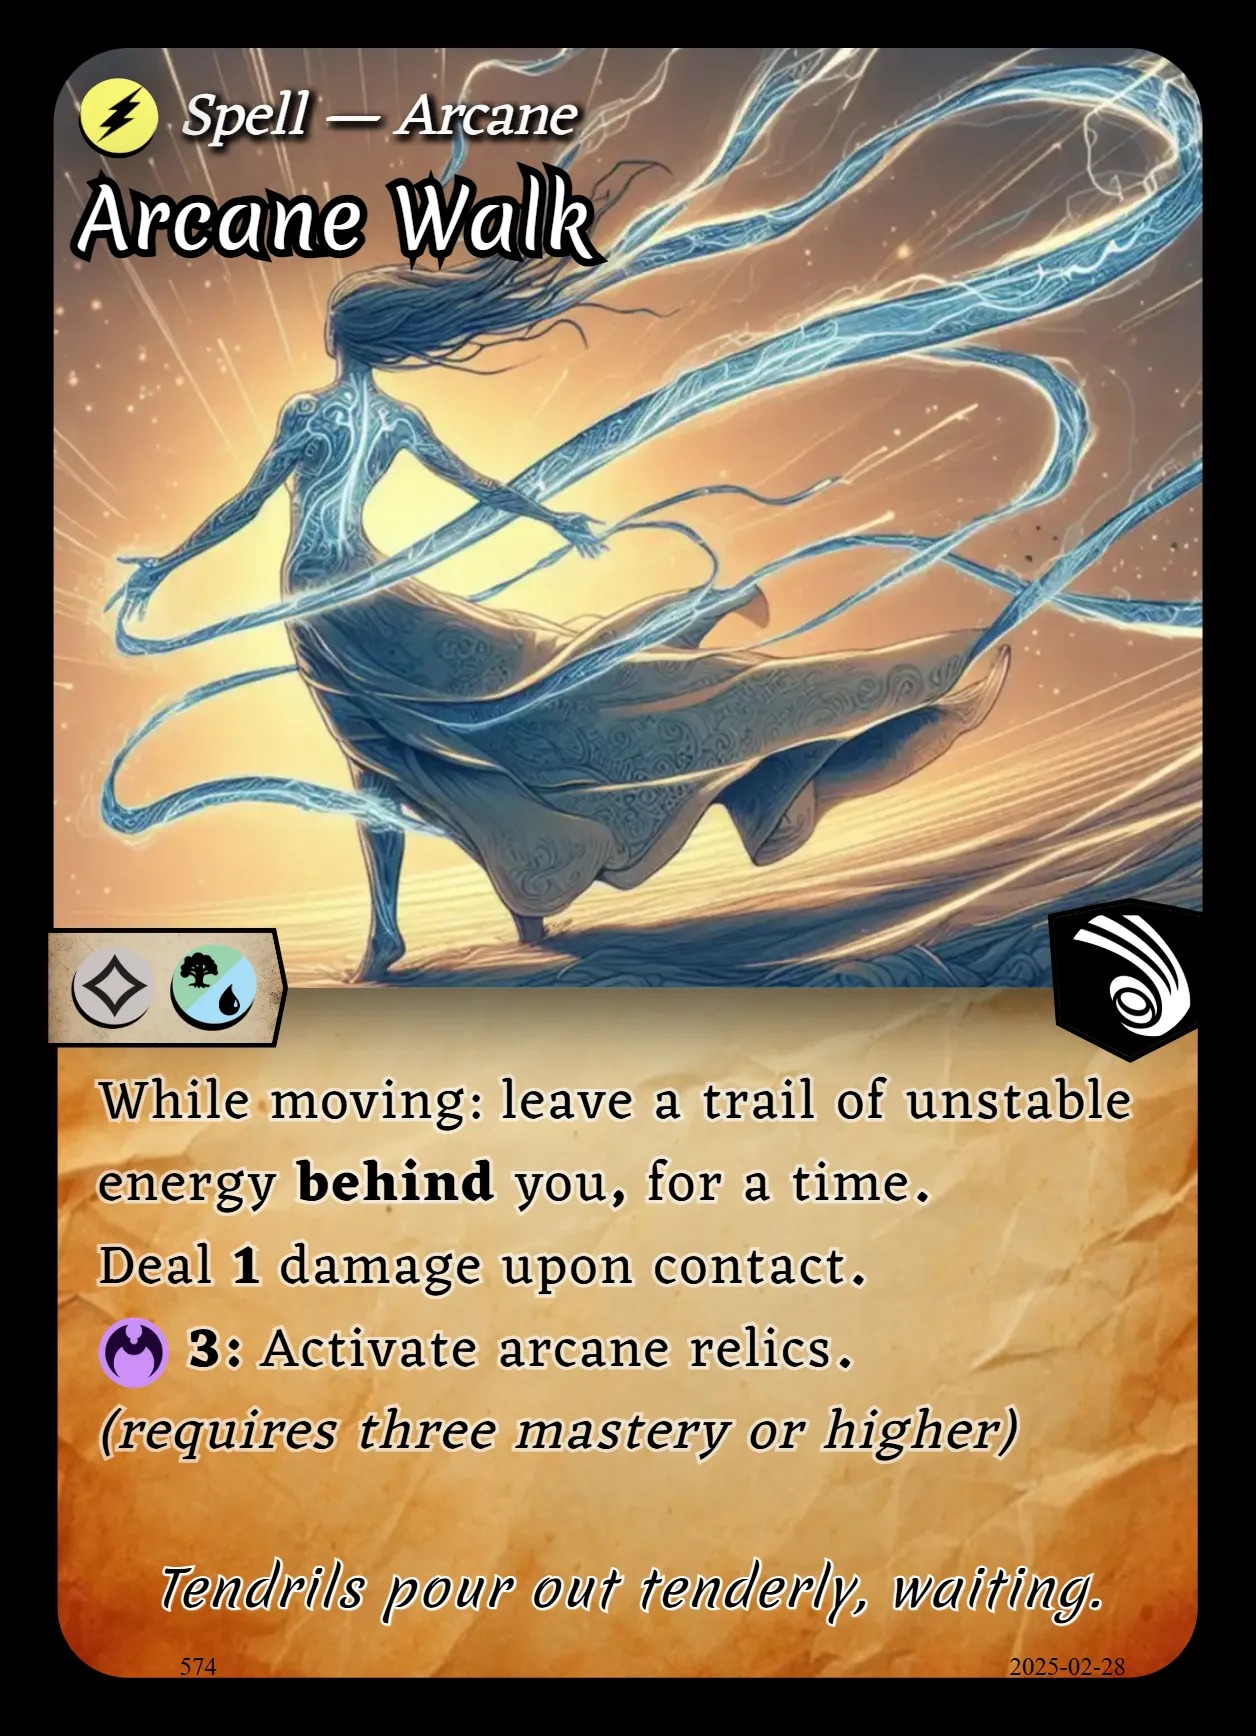 Spell — Arcane
Arcane Walk
While moving: leave a trail of unstable
energy behind you, for a time.
Deal 1 damage upon contact.
3: Activate arcane relics.
(requires three mastery or higher)
Tendrils pour out tenderly, waiting.
574 2025-02-28